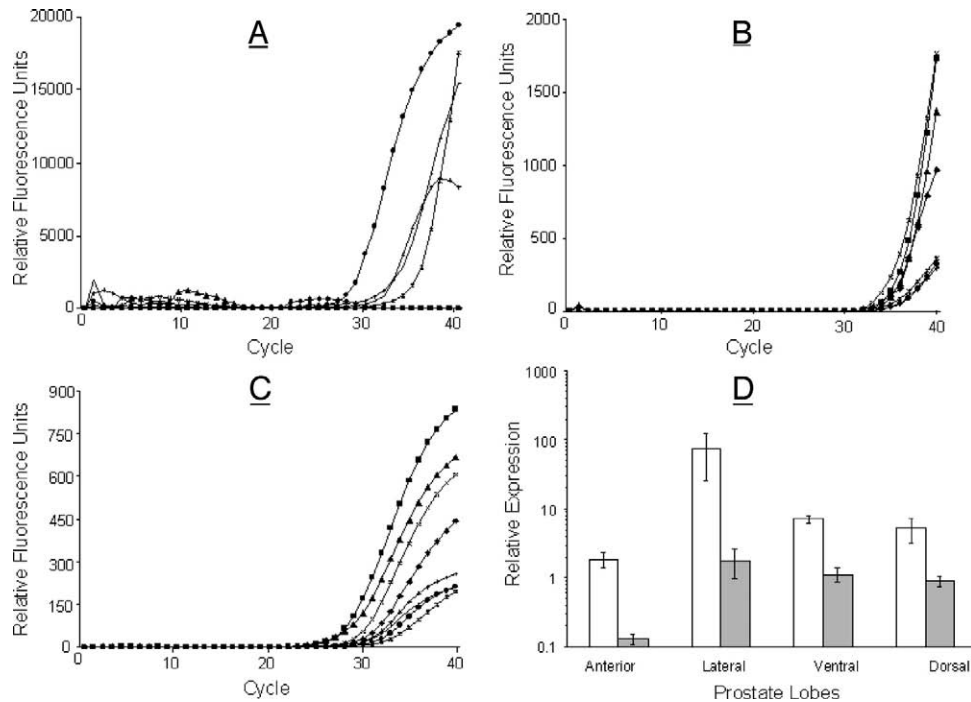 A
Relative Fluorescence Units
20000
15000
10000
5000
0
0 10 20 30 40
Cycle
B
Relative Fluorescence Units
2000
1500
1000
500
0
0 10 20 30 40
Cycle
C
Relative Fluorescence Units
900
750
600
450
300
150
0
0 10 20 30 40
Cycle
D
Relative Expression
1000
100
10
1
0.1
Anterior Lateral Ventral Dorsal
Prostate Lobes